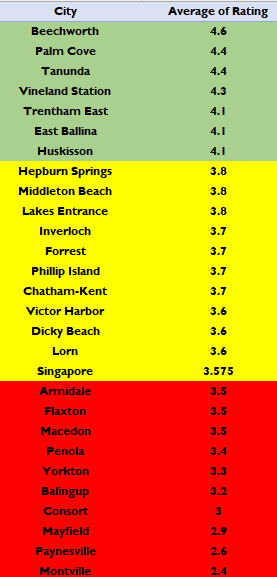 City Average of Rating
Beechworth 4.6
Palm Cove 4.4
Tanunda 4.4
Vineland Station 4.3
Trentham East 4.1
East Ballina 4.1
Huskisson 4.1
Hepburn Springs 3.8
Middleton Beach 3.8
Lakes Entrance 3.8
Inverloch 3.7
Forrest 3.7
Phillip Island 3.7
Chatham-Kent 3.7
Victor Harbor 3.6
Dicky Beach 3.6
Lorn 3.6
Singapore 3.575
Armidale 3.5
Flaxton 3.5
Macedon 3.5
Penola 3.4
Yorkton 3.3
Balingup 3.2
Consort 3
Mayfield 2.9
Paynesville 2.6
Montville 2.4